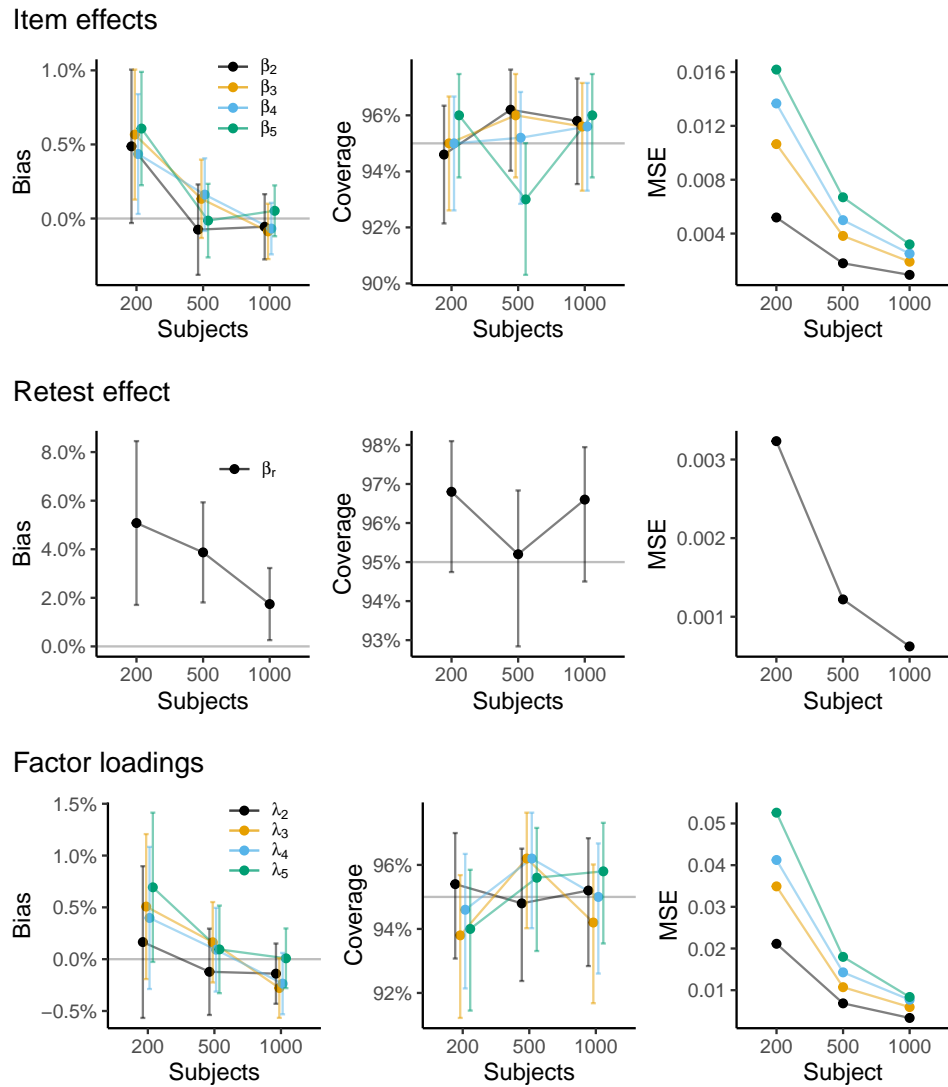 Item effects
Bias
1.0%
0.5%
0.0%
β2
β3
β4
β5
200 500 1000
Subjects
Coverage
96%
94%
92%
90%
200 500 1000
Subjects
MSE
0.016
0.012
0.008
0.004
200 500 1000
Subject
Retest effect
Bias
8.0%
6.0%
4.0%
2.0%
0.0%
βr
200 500 1000
Subjects
Coverage
98%
97%
96%
95%
94%
93%
200 500 1000
Subjects
MSE
0.003
0.002
0.001
200 500 1000
Subject
Factor loadings
Bias
1.5%
1.0%
0.5%
0.0%
−0.5%
λ2
λ3
λ4
λ5
200 500 1000
Subjects
Coverage
96%
94%
92%
200 500 1000
Subjects
MSE
0.05
0.04
0.03
0.02
0.01
200 500 1000
Subject